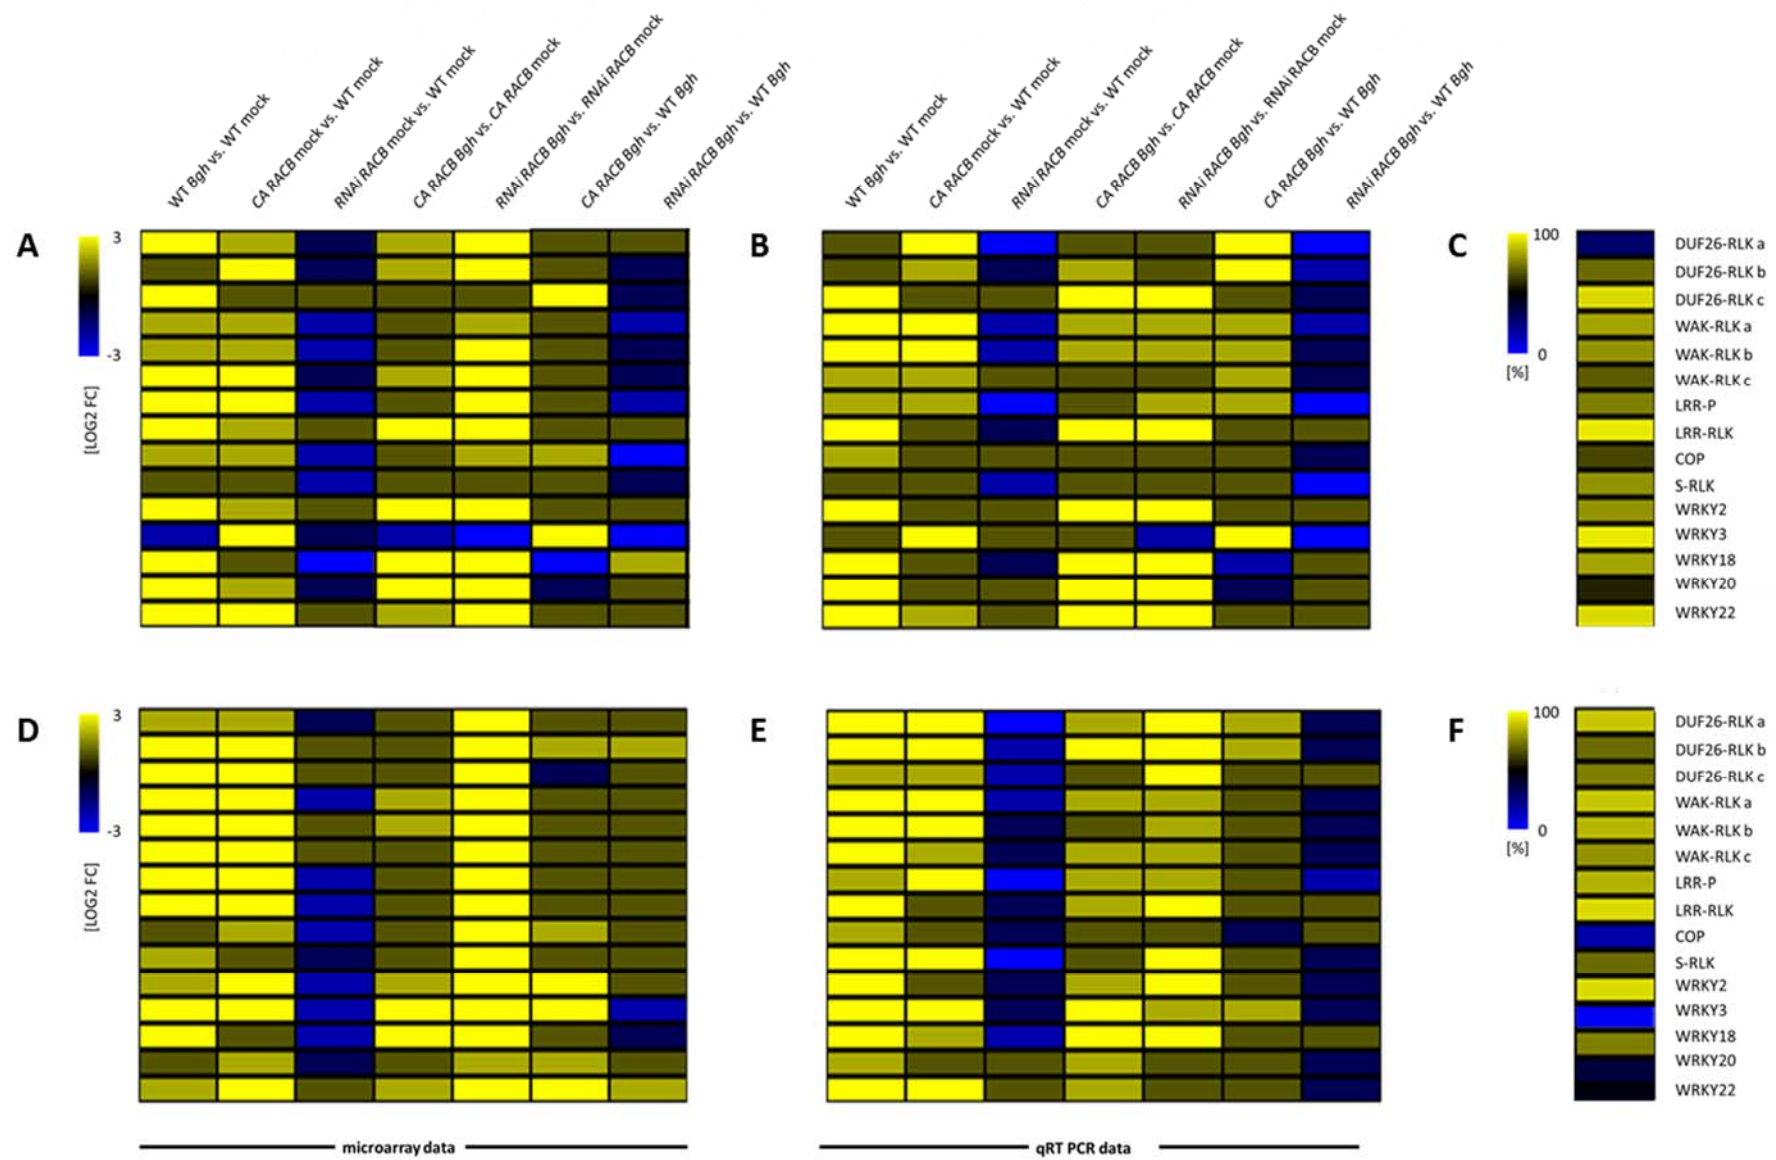 WT Bgh vs. WT mock
CA RACB mock vs. WT mock
RNAi RACB mock vs. WT mock
CA RACB Bgh vs. CA RACB mock
RNAi RACB Bgh vs. RNAi RACB mock
CA RACB Bgh vs. WT Bgh
RNAi RACB Bgh vs. WT Bgh
WT Bgh vs. WT mock
CA RACB mock vs. WT mock
RNAi RACB mock vs. WT mock
CA RACB Bgh vs. CA RACB mock
RNAi RACB Bgh vs. RNAi RACB mock
CA RACB Bgh vs. WT Bgh
RNAi RACB Bgh vs. WT Bgh
A
3
-3
[LOG2 FC]
B
C
100
0
[%]
DUF26-RLK a
DUF26-RLK b
DUF26-RLK c
WAK-RLK a
WAK-RLK b
WAK-RLK c
LRR-P
LRR-RLK
COP
S-RLK
WRKY2
WRKY3
WRKY18
WRKY20
WRKY22
D
3
-3
[LOG2 FC]
E
F
100
0
[%]
DUF26-RLK a
DUF26-RLK b
DUF26-RLK c
WAK-RLK a
WAK-RLK b
WAK-RLK c
LRR-P
LRR-RLK
COP
S-RLK
WRKY2
WRKY3
WRKY18
WRKY20
WRKY22
microarray data
qRT PCR data